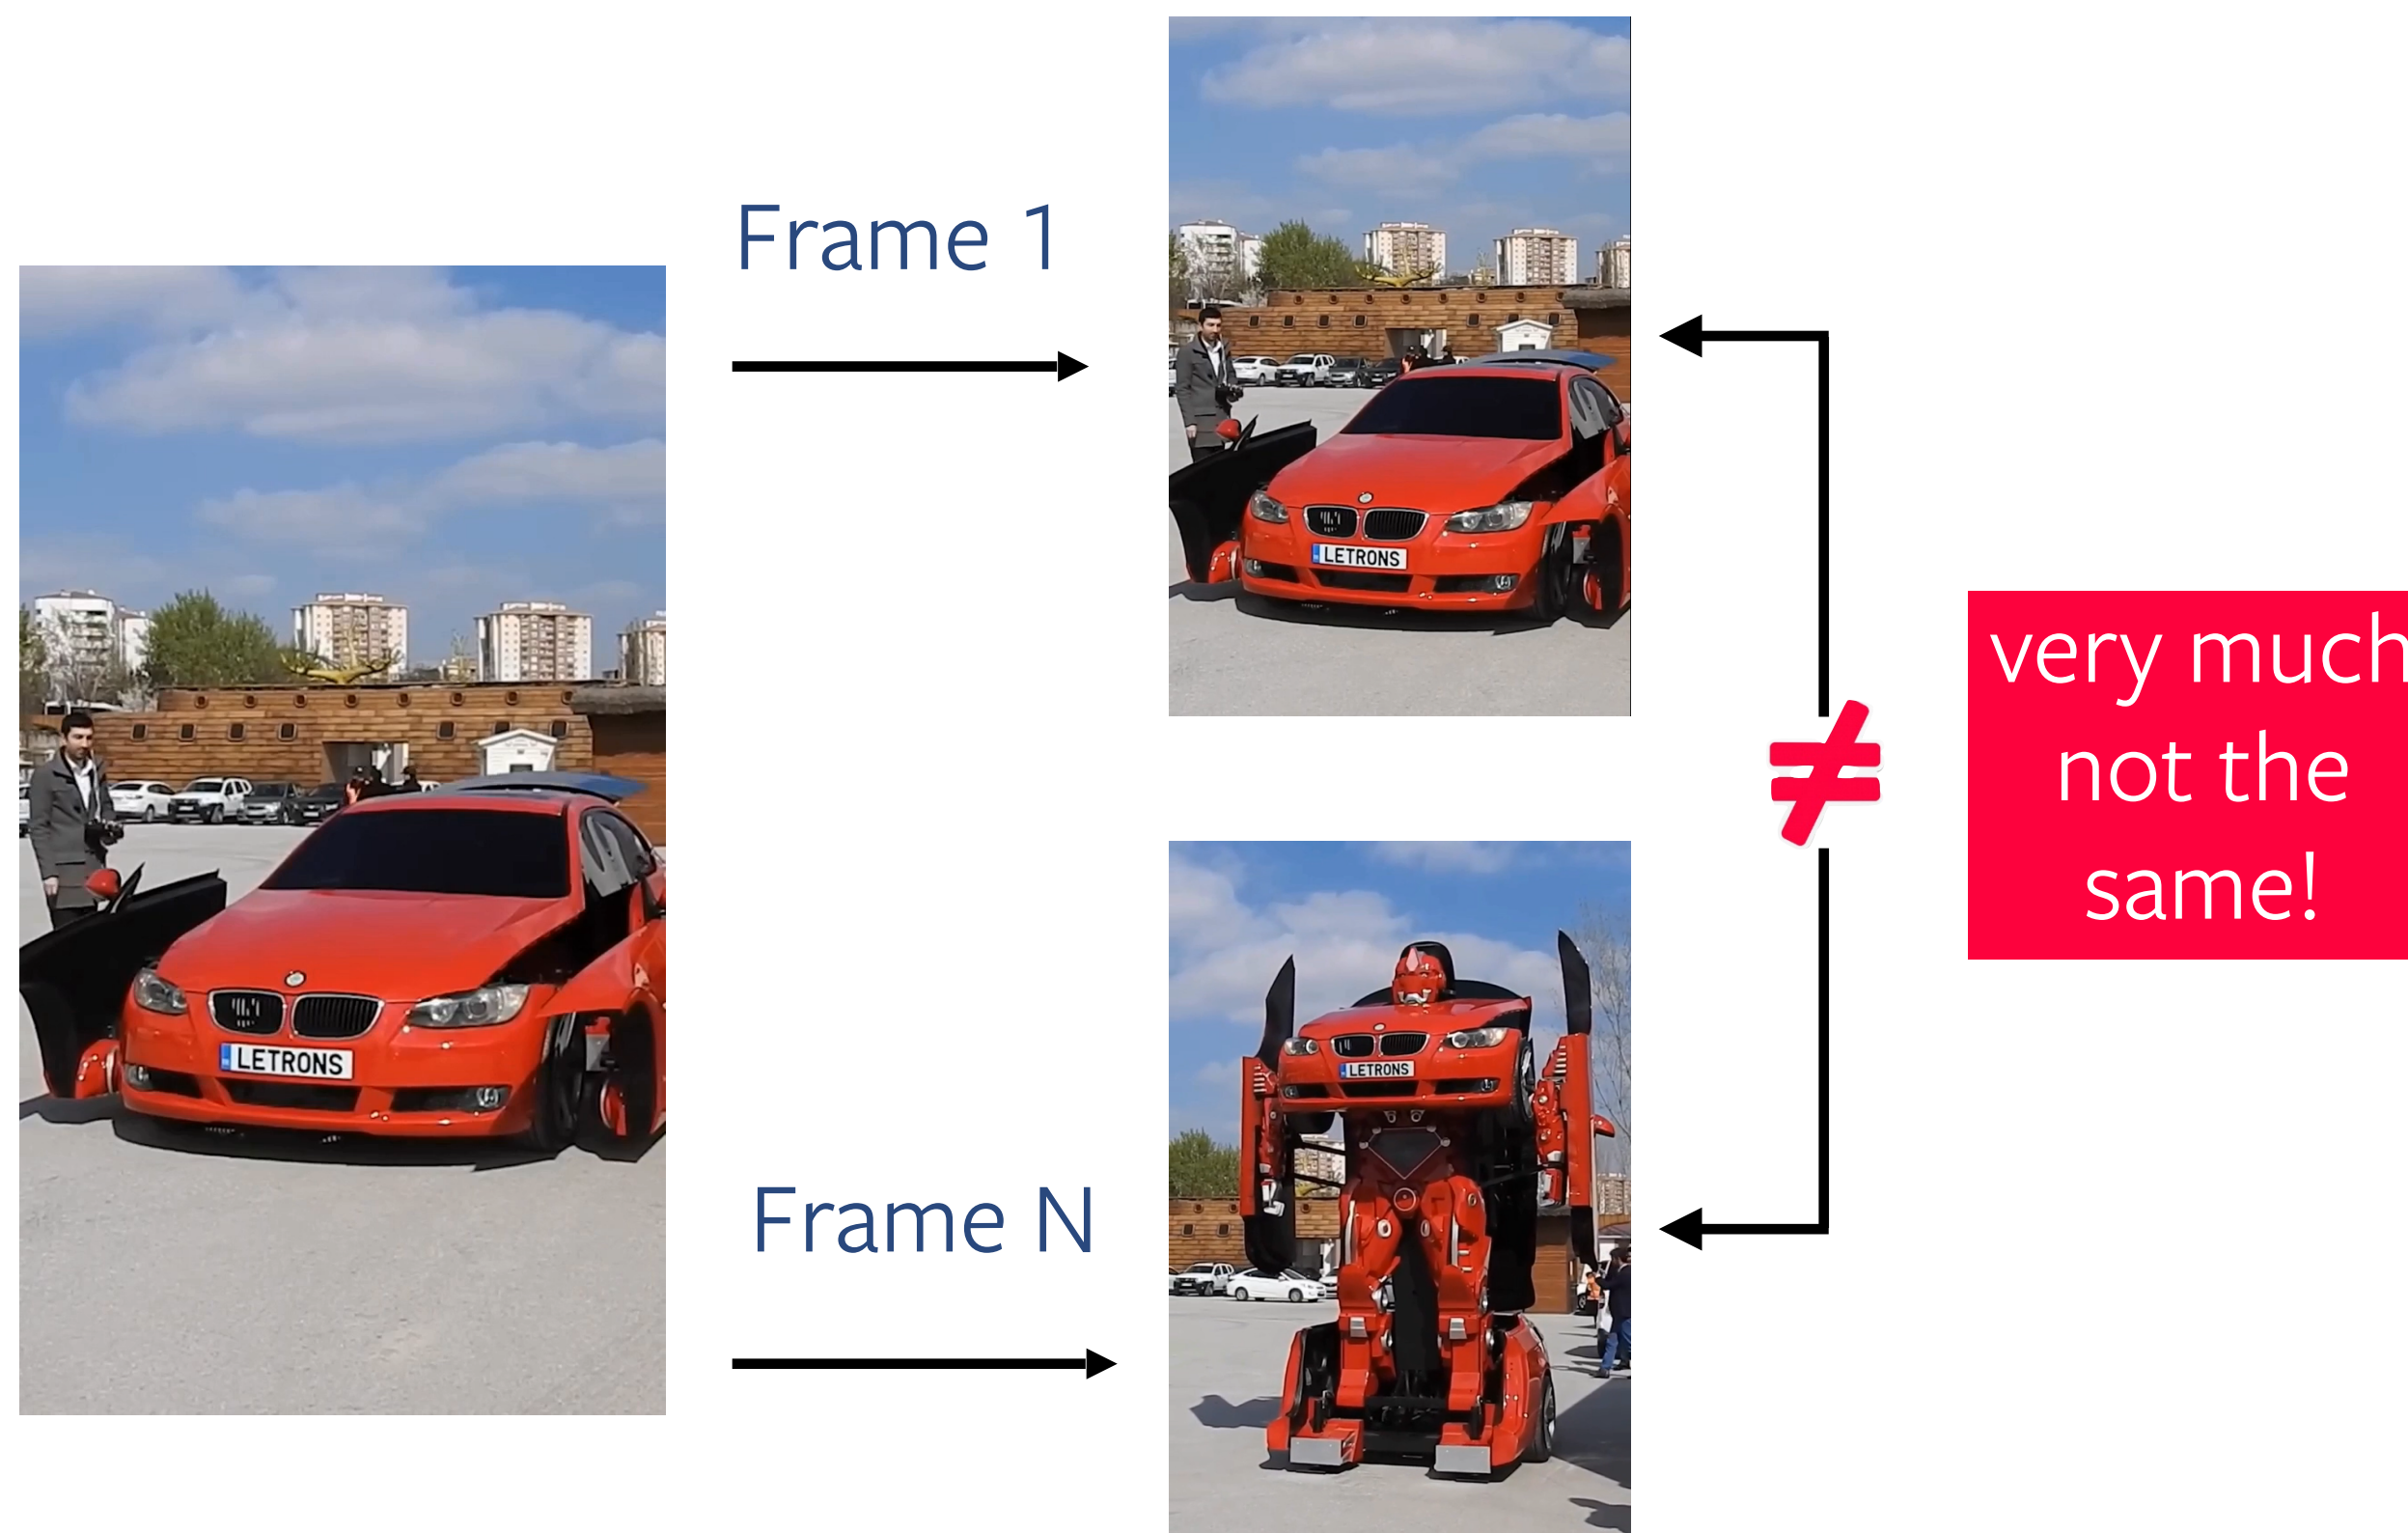 Frame 1
LETRONS
LETRONS
very much
not the
same!
Frame N
LETRONS